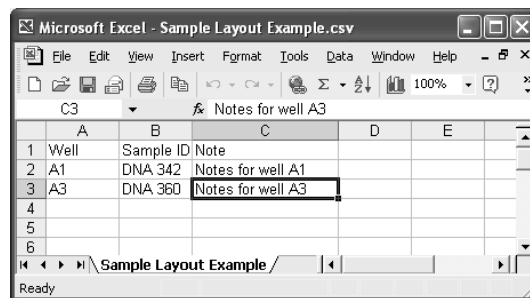 Microsoft Excel - Sample Layout Example.csv
File Edit View Insert Format Tools Data Window Help
Σ 100% ?
C3 fx Notes for well A3
A B C D E
1 Well Sample ID Note
2 A1 DNA 342 Notes for well A1
3 A3 DNA 360 Notes for well A3
4
5
6
Sample Layout Example
Ready